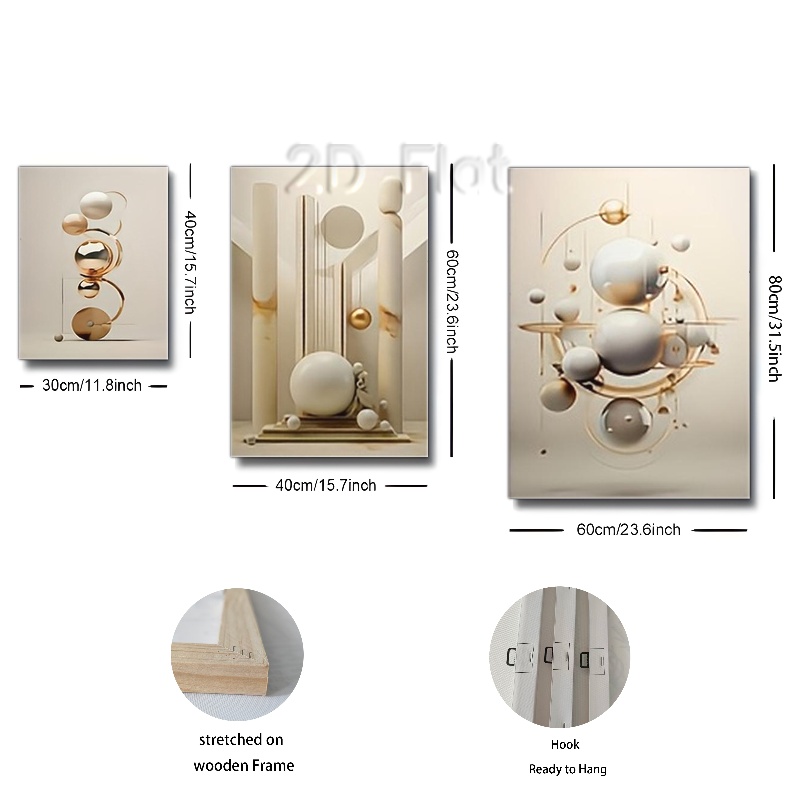 2D Flat
40cm/15.7inch
30cm/11.8inch
60cm/23.6inch
40cm/15.7inch
80cm/31.5inch
60cm/23.6inch
stretched on
wooden Frame
Hook
Ready to Hang